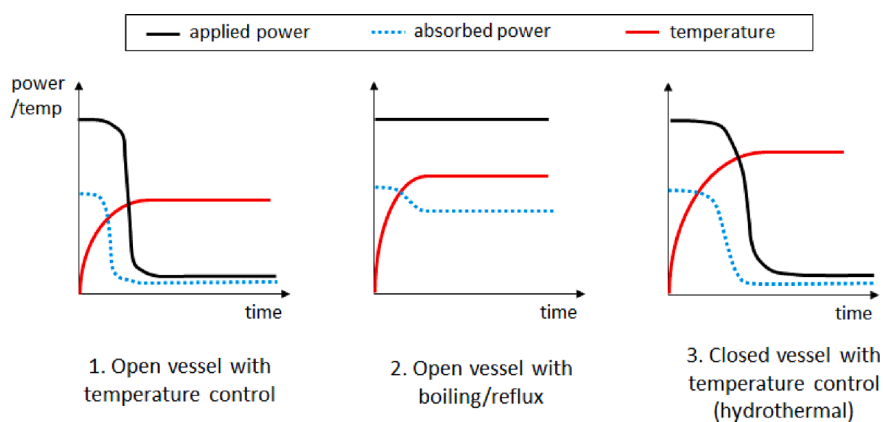 applied power absorbed power temperature
power
/temp
time
time
time
1. Open vessel with
temperature control
2. Open vessel with
boiling/reflux
3. Closed vessel with
temperature control
(hydrothermal)